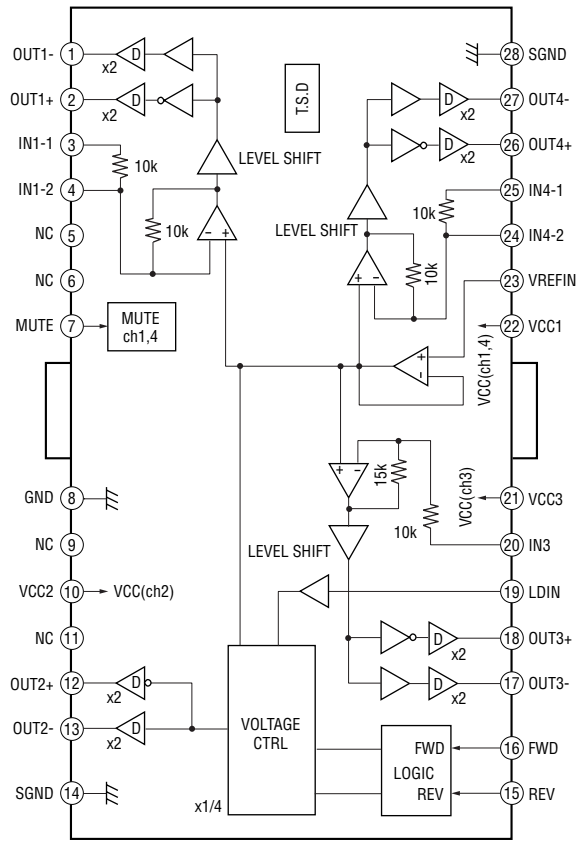 OUT1- 1
D
x2
OUT1+ 2
D
x2
IN1-1 3
10k
IN1-2 4
LEVEL SHIFT
10k
- +
NC 5
NC 6
MUTE 7
MUTE
ch1,4
GND 8
NC 9
VCC2 10
VCC(ch2)
NC 11
OUT2+ 12
D
x2
OUT2- 13
D
x2
SGND 14
T.S.D
28 SGND
27 OUT4-
D
x2
26 OUT4+
D
x2
25 IN4-1
10k
24 IN4-2
LEVEL SHIFT
10k
+ -
23 VREFIN
22 VCC1
VCC(ch1,4)
+
-
+ -
15k
VCC(ch3)
21 VCC3
10k
20 IN3
LEVEL SHIFT
19 LDIN
18 OUT3+
D
x2
17 OUT3-
D
x2
VOLTAGE
CTRL
x1/4
FWD
LOGIC
REV
16 FWD
15 REV